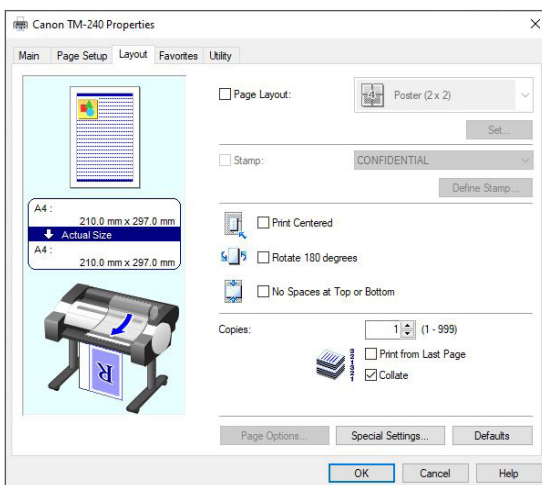 Canon TM-240 Properties
Main Page Setup Layout Favorites Utility
Page Layout:
4
Poster (2 x 2)
Set...
Stamp:
CONFIDENTIAL
Define Stamp...
A4 :
210.0 mm x 297.0 mm
Actual Size
A4 :
210.0 mm x 297.0 mm
Print Centered
Rotate 180 degrees
No Spaces at Top or Bottom
Copies:
1 (1 - 999)
Print from Last Page
Collate
R
Page Options... Special Settings... Defaults
OK Cancel Help